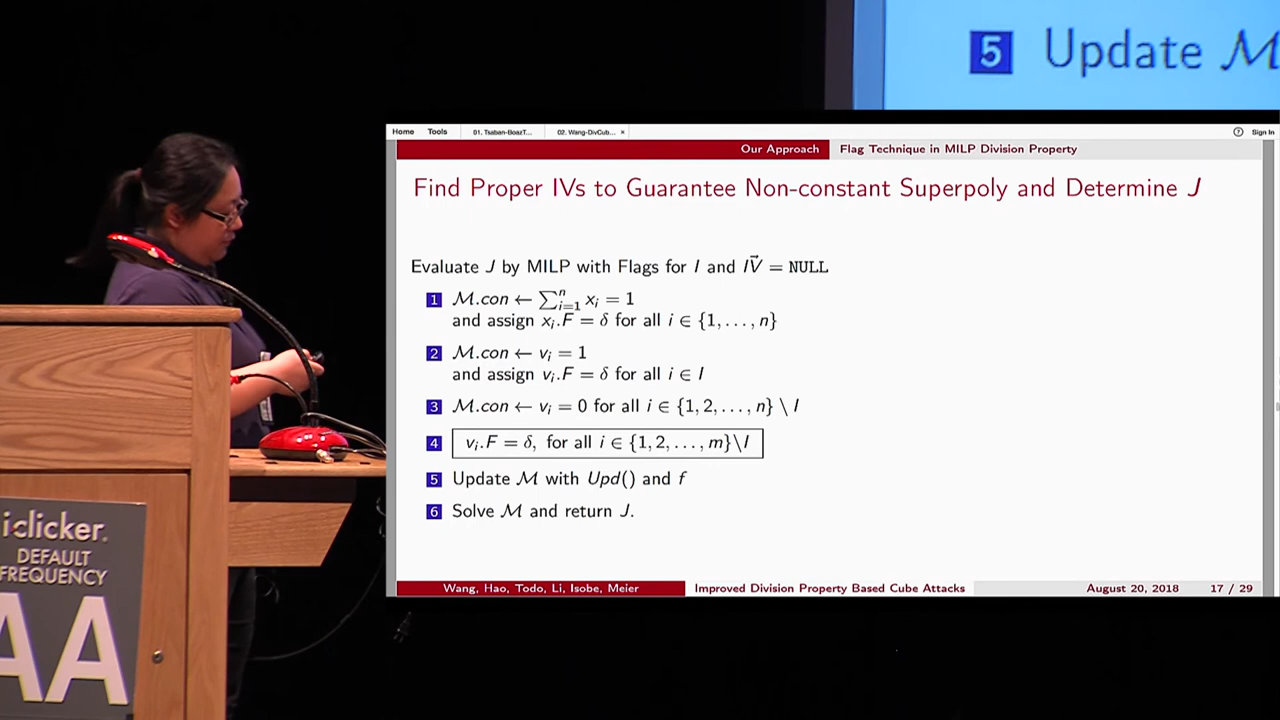 5 Update M
Home Tools 01. Tsaban-BoazT... 02. Wang-DivCub... × ? Sign In
Our Approach Flag Technique in MILP Division Property
Find Proper IVs to Guarantee Non-constant Superpoly and Determine J
Evaluate J by MILP with Flags for I and I⃗V = NULL
1 M.con ← ∑ⁿᵢ₌₁ xᵢ = 1
and assign xᵢ.F = δ for all i ∈ {1, . . . , n}
2 M.con ← vᵢ = 1
and assign vᵢ.F = δ for all i ∈ I
3 M.con ← vᵢ = 0 for all i ∈ {1, 2, . . . , n} \ I
4 vᵢ.F = δ, for all i ∈ {1, 2, . . . , m}\I
5 Update M with Upd() and f
6 Solve M and return J.
Wang, Hao, Todo, Li, Isobe, Meier Improved Division Property Based Cube Attacks August 20, 2018 17 / 29
iclicker.
DEFAULT
FREQUENCY
AA